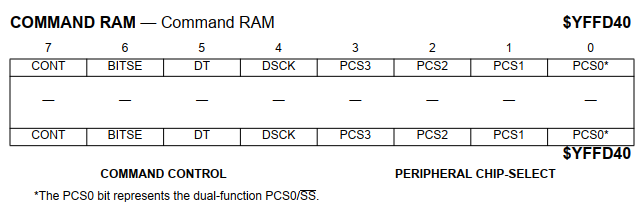 COMMAND RAM — Command RAM $YFFD40
7 6 5 4 3 2 1 0
CONT BITSE DT DSCK PCS3 PCS2 PCS1 PCS0*
— — — — — — — —
CONT BITSE DT DSCK PCS3 PCS2 PCS1 PCS0*
$YFFD40
COMMAND CONTROL PERIPHERAL CHIP-SELECT
*The PCS0 bit represents the dual-function PCS0/S̅S̅.